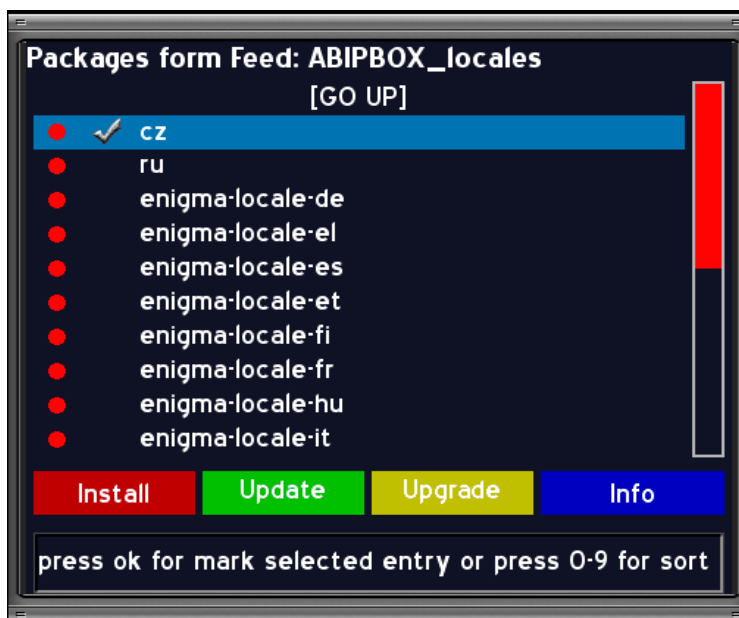 Packages form Feed: ABIPBOX_locales
[GO UP]
cz
ru
enigma-locale-de
enigma-locale-el
enigma-locale-es
enigma-locale-et
enigma-locale-fi
enigma-locale-fr
enigma-locale-hu
enigma-locale-it
Install Update Upgrade Info
press ok for mark selected entry or press 0-9 for sort